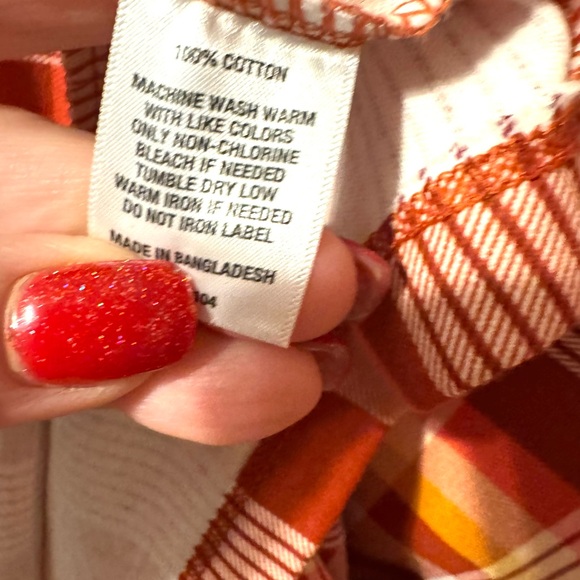 100% COTTON
MACHINE WASH WARM
WITH LIKE COLORS
ONLY NON-CHLORINE
BLEACH IF NEEDED
TUMBLE DRY LOW
WARM IRON IF NEEDED
DO NOT IRON LABEL
MADE IN BANGLADESH